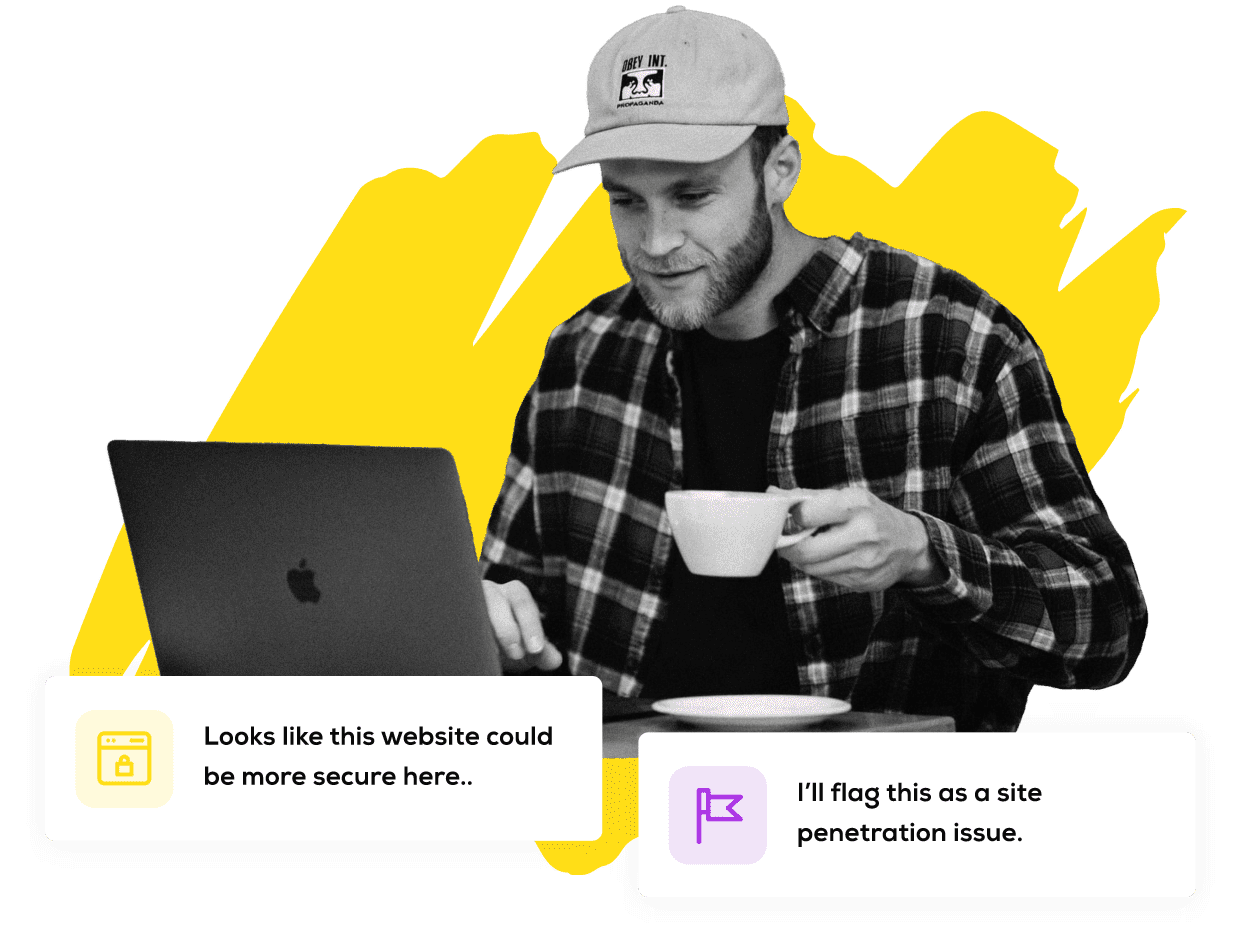 OBEY INT.
PROPAGANDA
Looks like this website could
be more secure here..
I’ll flag this as a site
penetration issue.